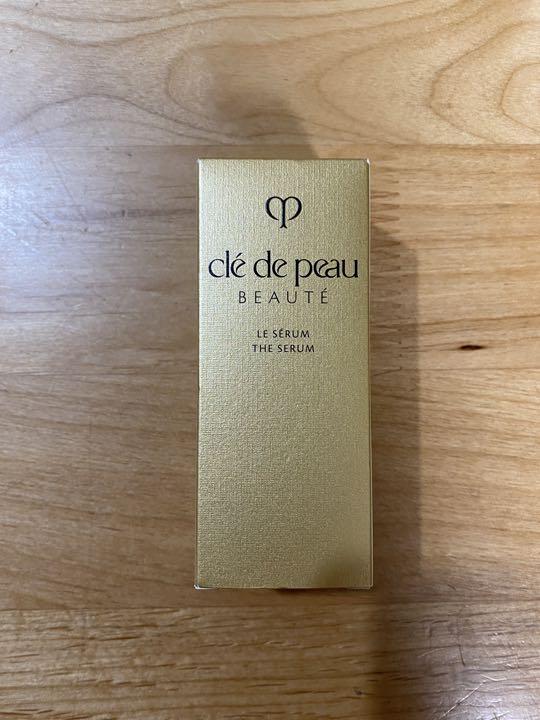 clé de peau
BEAUTÉ
LE SÉRUM
THE SERUM